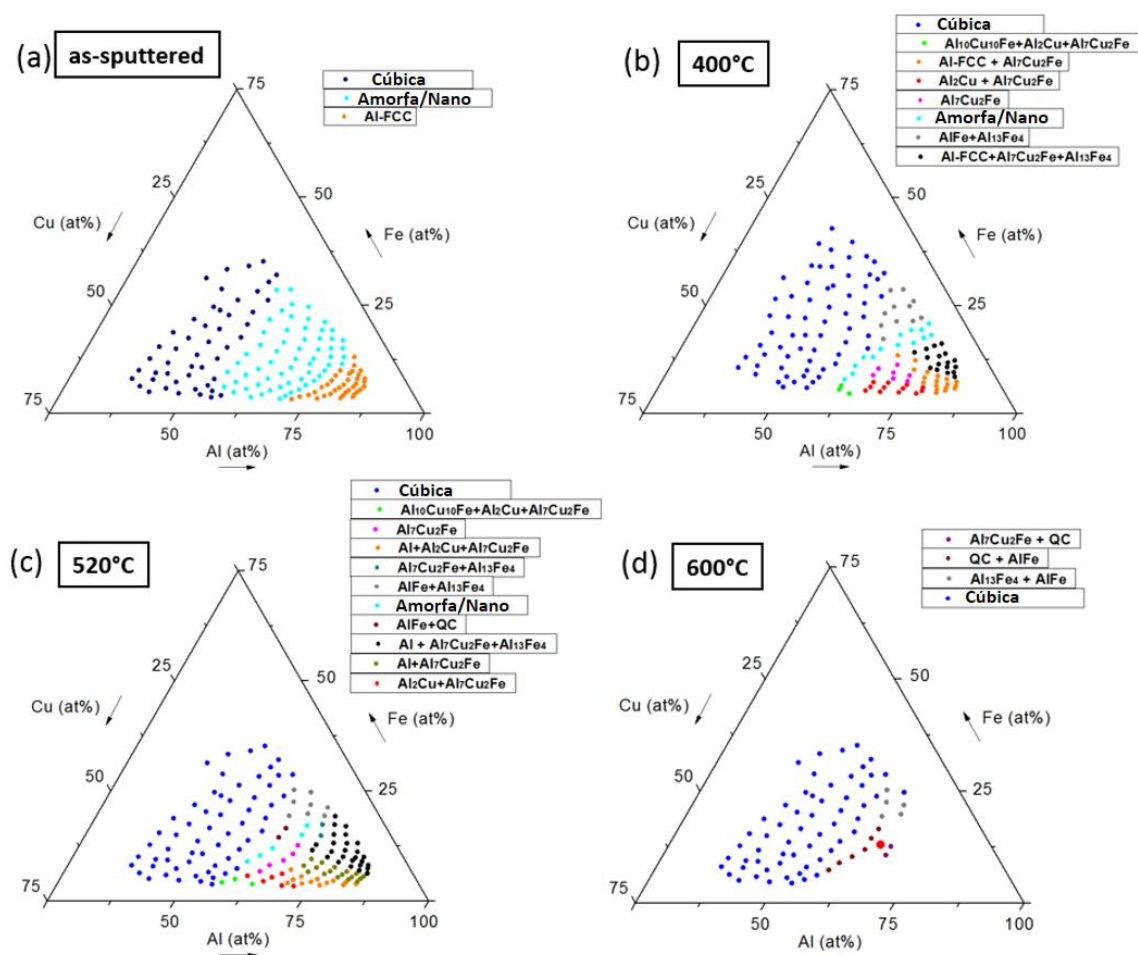 (a)
as-sputtered
Cúbica
Amorfa/Nano
Al-FCC
75
25
50
Cu (at%)
Fe (at%)
50
25
75
50
75
100
Al (at%)
(b)
400°C
Cúbica
Al10Cu10Fe+Al2Cu+Al7Cu2Fe
Al-FCC + Al7Cu2Fe
Al2Cu + Al7Cu2Fe
Al7Cu2Fe
Amorfa/Nano
AlFe+Al13Fe4
Al-FCC+Al7Cu2Fe+Al13Fe4
75
25
50
Cu (at%)
Fe (at%)
50
25
75
50
75
100
Al (at%)
(c)
520°C
Cúbica
Al10Cu10Fe+Al2Cu+Al7Cu2Fe
Al7Cu2Fe
Al+Al2Cu+Al7Cu2Fe
Al7Cu2Fe+Al13Fe4
AlFe+Al13Fe4
Amorfa/Nano
AlFe+QC
Al + Al7Cu2Fe+Al13Fe4
Al+Al7Cu2Fe
Al2Cu+Al7Cu2Fe
75
25
50
Cu (at%)
Fe (at%)
50
25
75
50
75
100
Al (at%)
(d)
600°C
Al7Cu2Fe + QC
QC + AlFe
Al13Fe4 + AlFe
Cúbica
75
25
50
Cu (at%)
Fe (at%)
50
25
75
50
75
100
Al (at%)